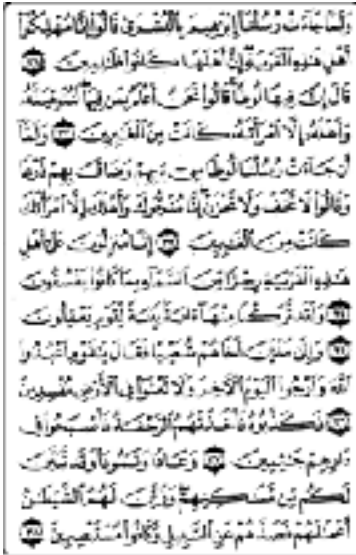 ولما جاءت رسلنا إبراهيم بالبشرى قالوا إنا مهلكوا
أهل هذه القرية إن أهلها كانوا ظالمين ٣١
قال إن فيها لوطا قالوا نحن أعلم بمن فيها لننجينه
وأهله إلا امرأته كانت من الغابرين ٣٢ ولما
أن جاءت رسلنا لوطا سيء بهم وضاق بهم ذرعا
وقالوا لا تخف ولا تحزن إنا منجوك وأهلك إلا امرأتك
كانت من الغابرين ٣٣ إنا منزلون على أهل
هذه القرية رجزا من السماء بما كانوا يفسقون
٣٤ ولقد تركنا منها آية بينة لقوم يعقلون
٣٥ وإلى مدين أخاهم شعيبا فقال يا قوم اعبدوا
الله وارجوا اليوم الآخر ولا تعثوا في الأرض مفسدين
٣٦ فكذبوه فأخذتهم الرجفة فأصبحوا في
دارهم جاثمين ٣٧ وعادا وثمودا وقد تبين
لكم من مساكنهم وزين لهم الشيطان
أعمالهم فصدهم عن السبيل وكانوا مستبصرين ٣٨